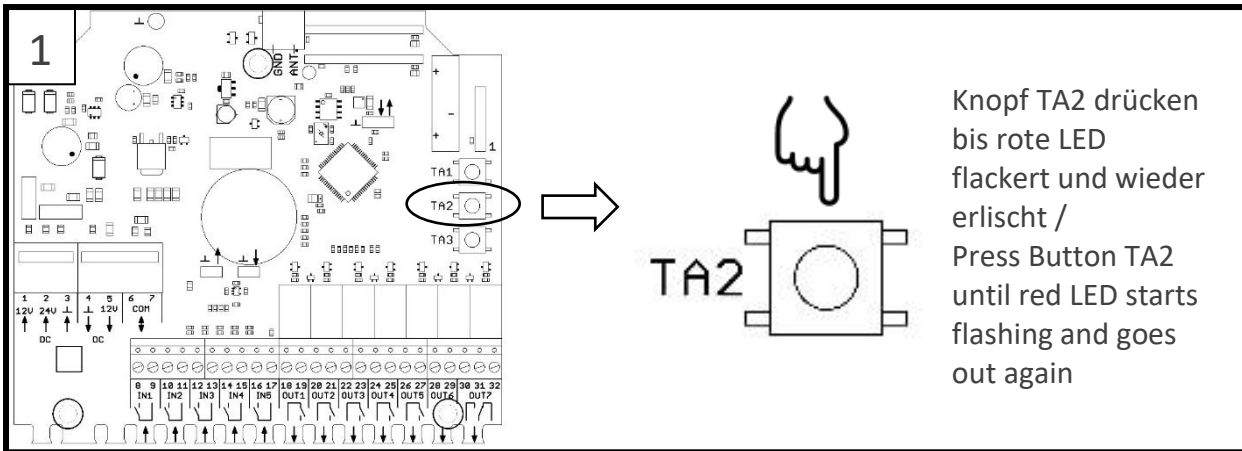 1
⊥
GND
ANT.
+
-
+
1
⊥
TA1
TA2
TA3
⊥ ⊥
1 2 3 4 5 6 7
12V 24V ⊥ ⊥ 12V COM
DC DC
8 9 10 11 12 13 14 15 16 17 18 19 20 21 22 23 24 25 26 27 28 29 30 31 32
IN1 IN2 IN3 IN4 IN5 OUT1 OUT2 OUT3 OUT4 OUT5 OUT6 OUT7
TA2
Knopf TA2 drücken
bis rote LED
flackert und wieder
erlischt /
Press Button TA2
until red LED starts
flashing and goes
out again